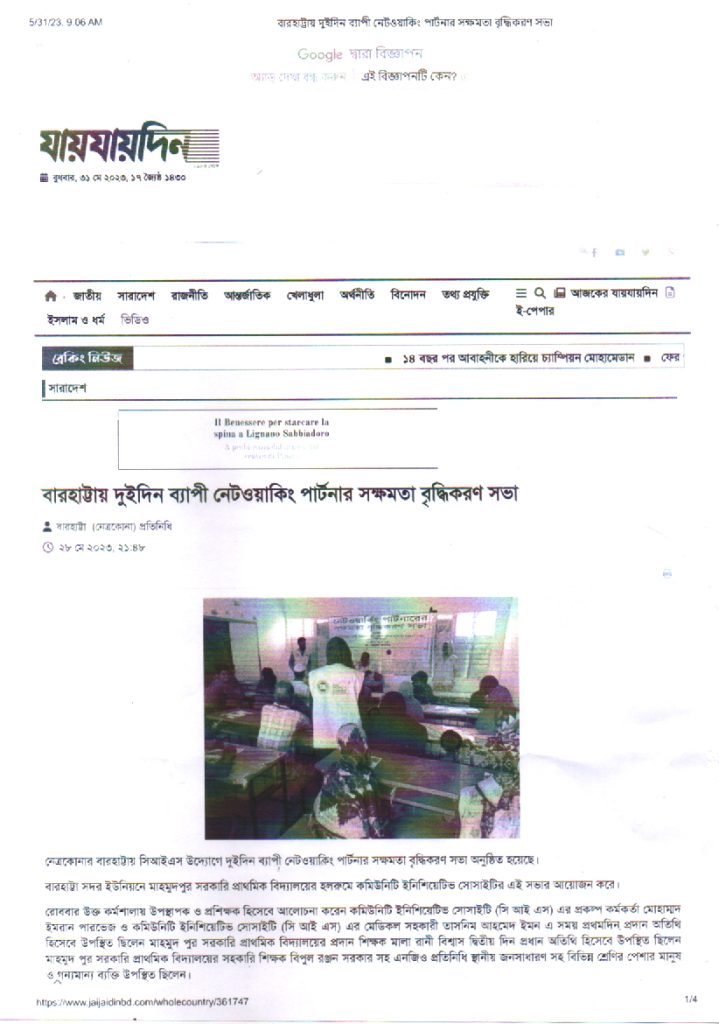 5/31/23, 9:06 AM
বারহাট্টায় দুইদিন ব্যাপী নেটওয়াকিং পার্টনার সক্ষমতা বৃদ্ধিকরণ সভা
Google দ্বারা বিজ্ঞাপন
অ্যাড দেখা বন্ধ করুন
এই বিজ্ঞাপনটি কেন?
যায়যায়দিন
বুধবার, ৩১ মে ২০২৩, ১৭ জ্যৈষ্ঠ ১৪৩০
জাতীয় সারাদেশ রাজনীতি আন্তর্জাতিক খেলাধুলা অর্থনীতি বিনোদন তথ্য প্রযুক্তি
আজকের যায়যায়দিন
ই-পেপার
ইসলাম ও ধর্ম ভিডিও
ব্রেকিং নিউজ
■ ১৪ বছর পর আবাহনীকে হারিয়ে চ্যাম্পিয়ন মোহামেডান ■ ফের
সারাদেশ
Il Benessere per staccare la
spina a Lignano Sabbiadoro
বারহাট্টায় দুইদিন ব্যাপী নেটওয়াকিং পার্টনার সক্ষমতা বৃদ্ধিকরণ সভা
বারহাট্টা (নেত্রকোনা) প্রতিনিধি
২৮ মে ২০২৩, ২১:৪৮
নেটওয়াকিং পার্টনারের
সক্ষমতা বৃদ্ধিকরণ সভা
নেত্রকোনার বারহাট্টায় সিআইএস উদ্যোগে দুইদিন ব্যাপী নেটওয়াকিং পার্টনার সক্ষমতা বৃদ্ধিকরণ সভা অনুষ্ঠিত হয়েছে।
বারহাট্টা সদর ইউনিয়নে মাহমুদপুর সরকারি প্রাথমিক বিদ্যালয়ের হলরুমে কমিউনিটি ইনিশিয়েটিভ সোসাইটির এই সভার আয়োজন করে।
রোববার উক্ত কর্মশালায় উপস্থাপক ও প্রশিক্ষক হিসেবে আলোচনা করেন কমিউনিটি ইনিশিয়েটিভ সোসাইটি (সি আই এস) এর প্রকল্প কর্মকর্তা মোহাম্মাদ
ইমরান পারভেজ ও কমিউনিটি ইনিশিয়েটিভ সোসাইটি (সি আই এস) এর মেডিকল সহকারী তাসনিম আহমেদ ইমন এ সময় প্রথমদিন প্রদান অতিথি
হিসেবে উপস্থিত ছিলেন মাহমুদ পুর সরকারি প্রাথমিক বিদ্যালয়ের প্রদান শিক্ষক মালা রানী বিশ্বাস দ্বিতীয় দিন প্রধান অতিথি হিসেবে উপস্থিত ছিলেন
মাহমুদ পুর সরকারি প্রাথমিক বিদ্যালয়ের সহকারি শিক্ষক বিপুল রঞ্জন সরকার সহ এনজিও প্রতিনিধি স্থানীয় জনসাধারণ সহ বিভিন্ন শ্রেণির পেশার মানুষ
ও গন্যমান্য ব্যক্তি উপস্থিত ছিলেন।
https://www.jaijaidinbd.com/wholecountry/361747
1/4